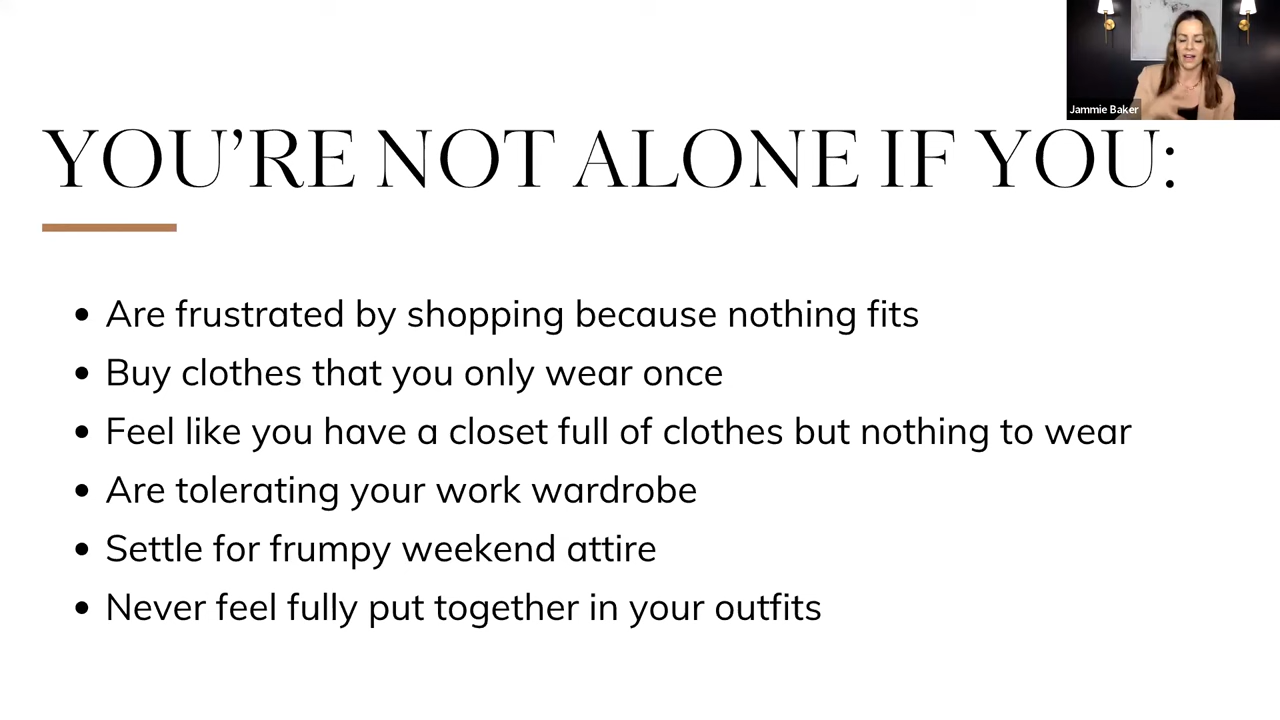 Jammie Baker
YOU’RE NOT ALONE IF YOU:
• Are frustrated by shopping because nothing fits
• Buy clothes that you only wear once
• Feel like you have a closet full of clothes but nothing to wear
• Are tolerating your work wardrobe
• Settle for frumpy weekend attire
• Never feel fully put together in your outfits